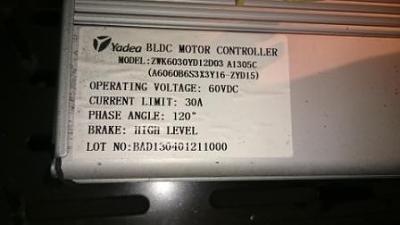 Yadea BLDC MOTOR CONTROLLER
MODEL:ZWK6030YD12D03 A1305C
(A6060B6S3X3Y16-ZYD15)
OPERATING VOLTAGE: 60VDC
CURRENT LIMIT: 30A
PHASE ANGLE: 120°
BRAKE: HIGH LEVEL
LOT NO: BAD130401211000